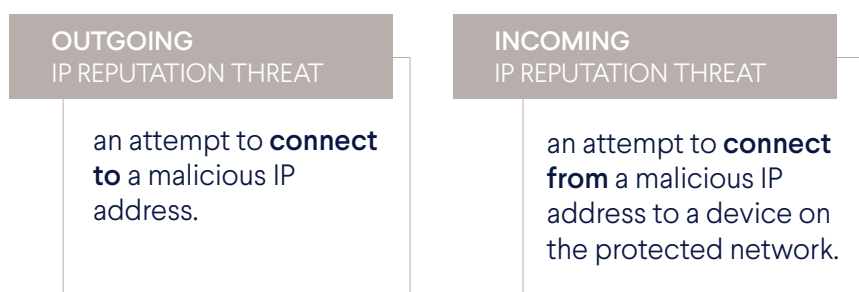 OUTGOING
IP REPUTATION THREAT
an attempt to connect
to a malicious IP
address.
INCOMING
IP REPUTATION THREAT
an attempt to connect
from a malicious IP
address to a device on
the protected network.